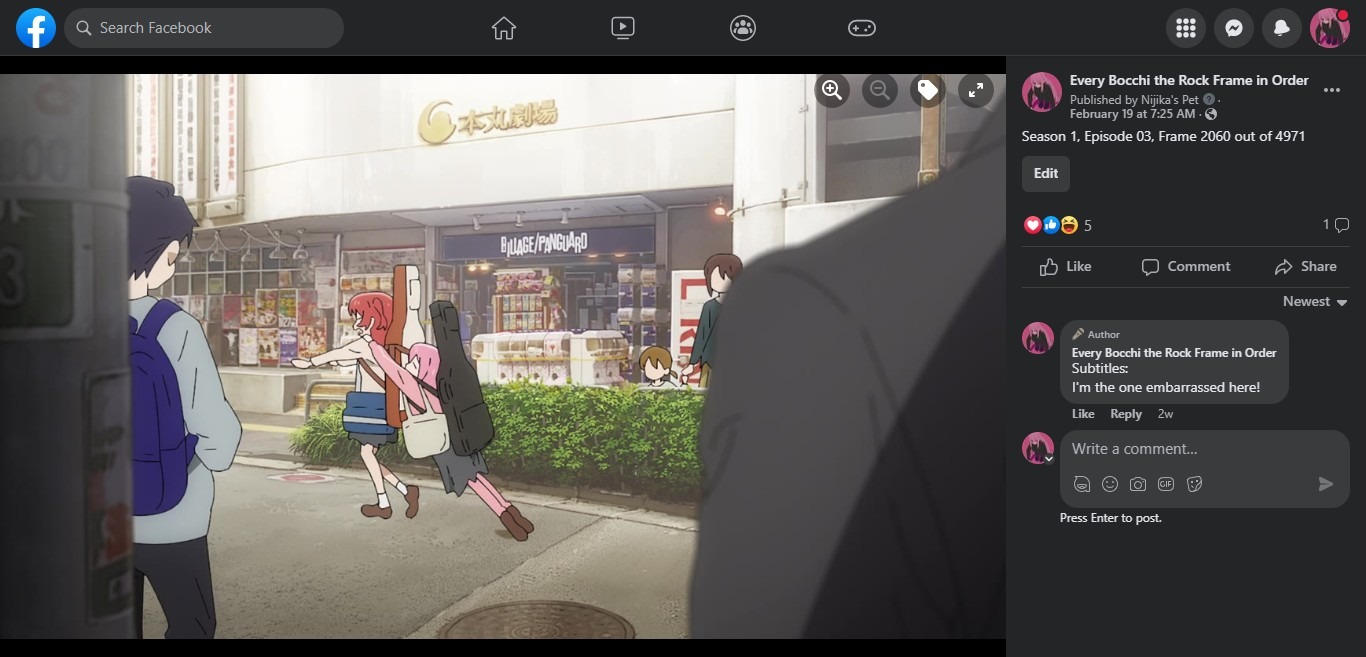 Search Facebook
本丸劇場
BILLAGE/PANGUARD
Every Bocchi the Rock Frame in Order
Published by Nijika's Pet
February 19 at 7:25 AM ·
Season 1, Episode 03, Frame 2060 out of 4971
Edit
5
1
Like
Comment
Share
Newest
Author
Every Bocchi the Rock Frame in Order
Subtitles:
I'm the one embarrassed here!
Like Reply 2w
Write a comment...
GIF
Press Enter to post.